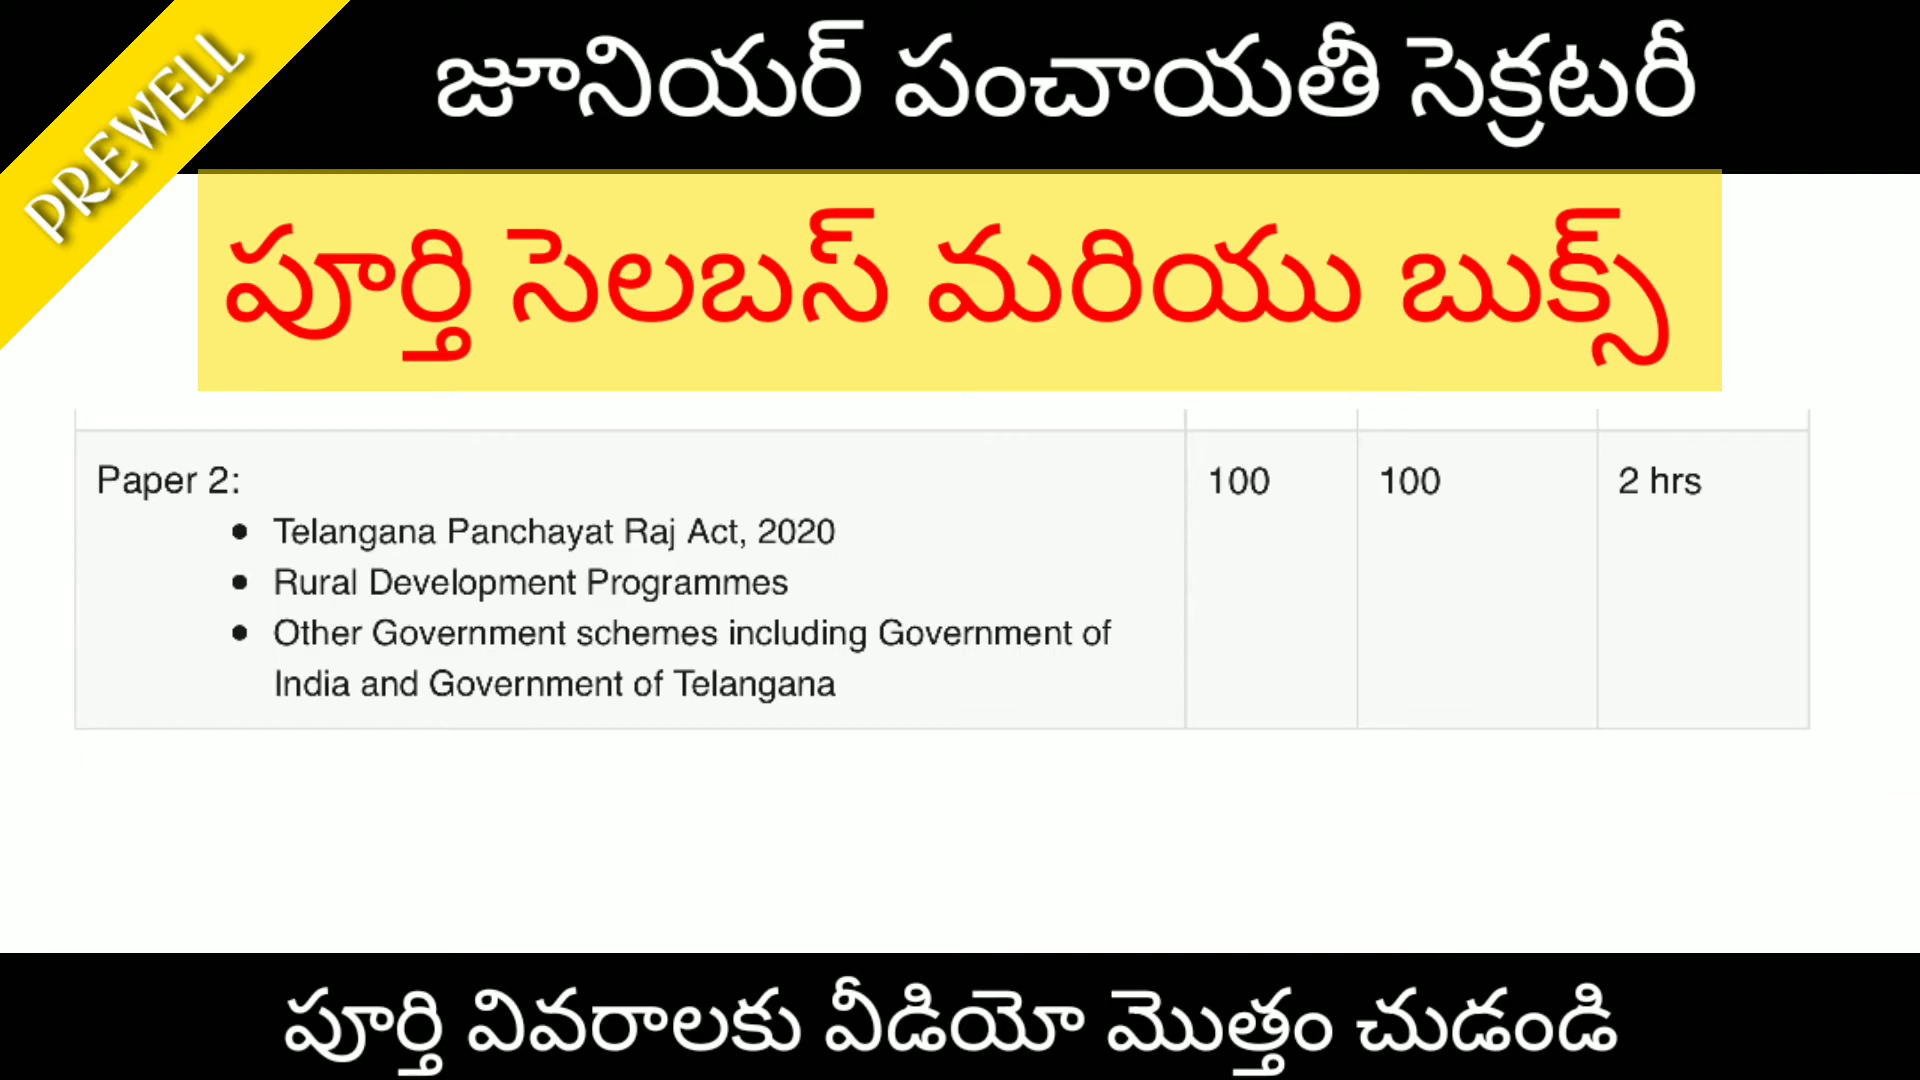 PREWELL
జూనియర్ పంచాయతీ సెక్రటరీ
పూర్తి సెలబస్ మరియు బుక్స్
Paper 2: 100 100 2 hrs
● Telangana Panchayat Raj Act, 2020
● Rural Development Programmes
● Other Government schemes including Government of
India and Government of Telangana
పూర్తి వివరాలకు వీడియో మొత్తం చుడండి